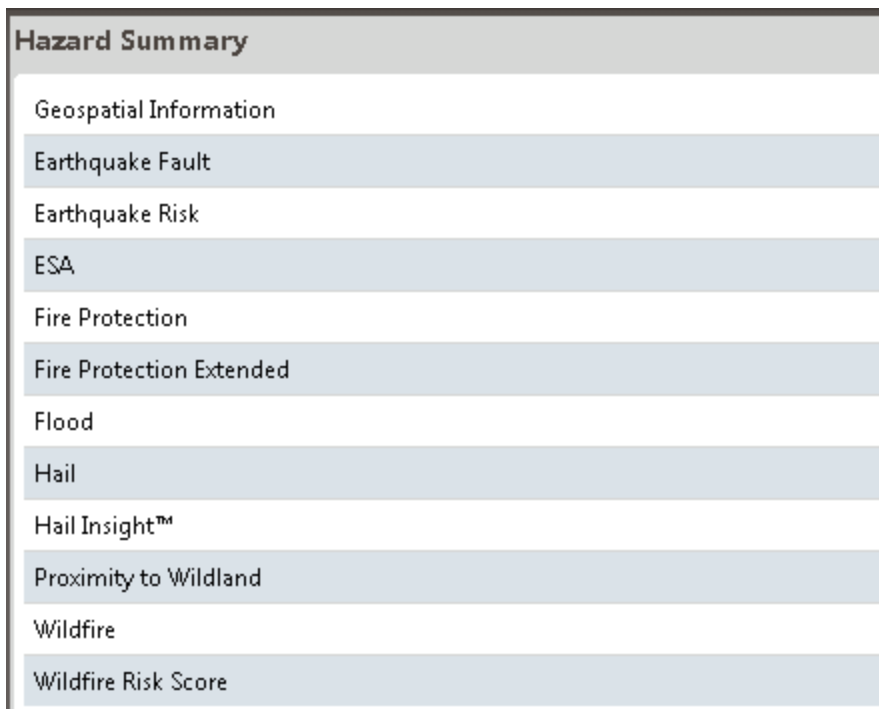 Hazard Summary
Geospatial Information
Earthquake Fault
Earthquake Risk
ESA
Fire Protection
Fire Protection Extended
Flood
Hail
Hail Insight™
Proximity to Wildland
Wildfire
Wildfire Risk Score